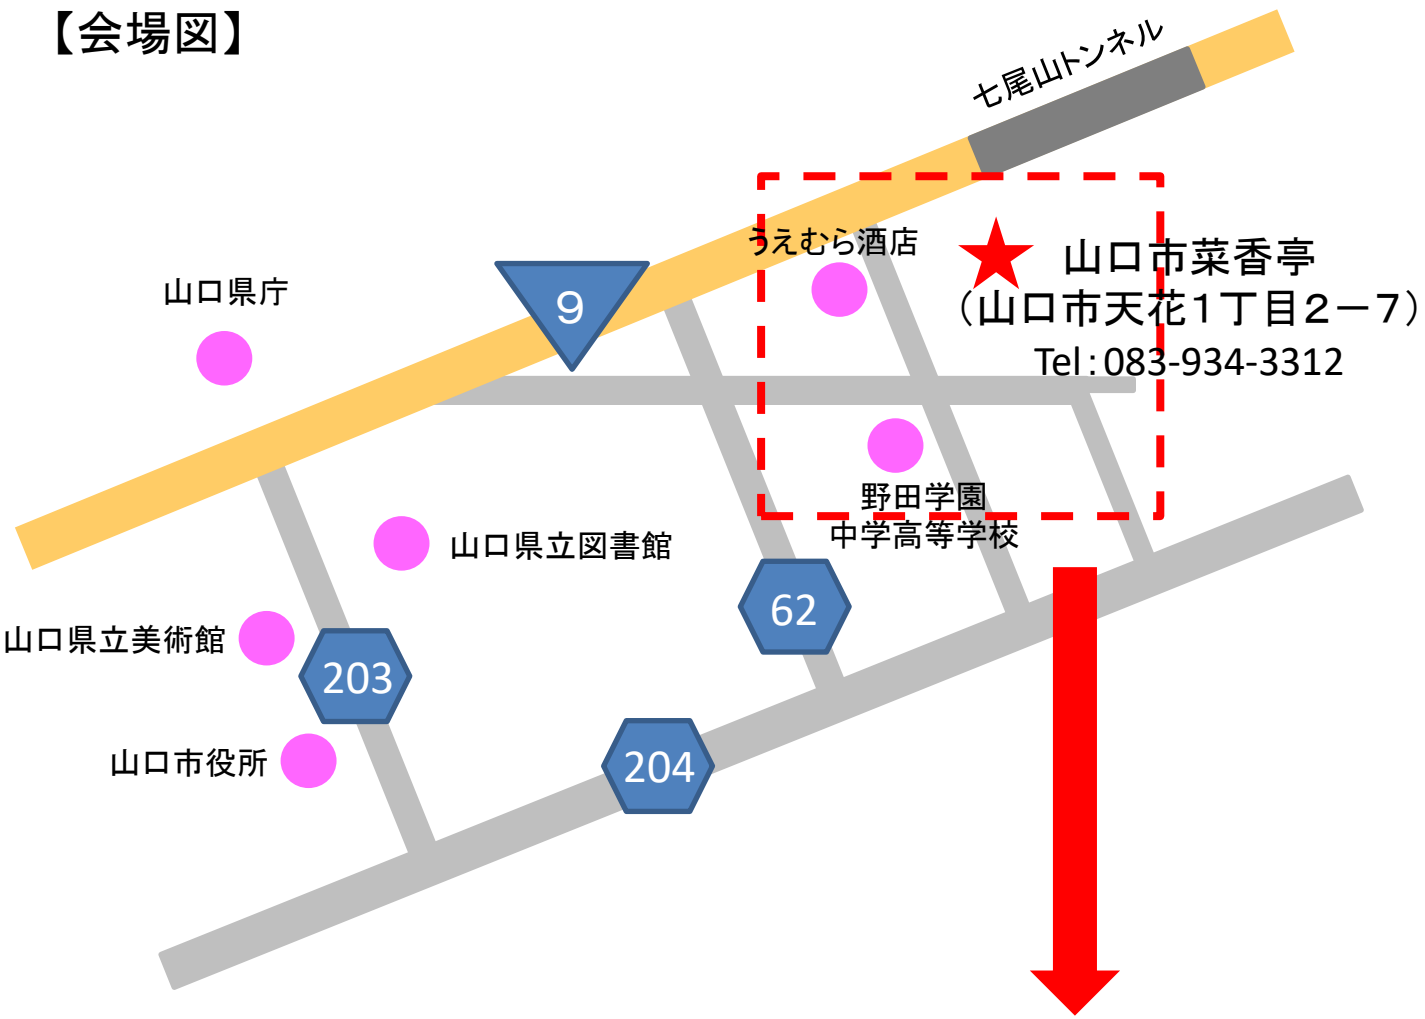 【会場図】
七尾山トンネル
うえむら酒店
山口市菜香亭
（山口市天花１丁目２－７）
Tel：083-934-3312
山口県庁
9
野田学園
中学高等学校
山口県立図書館
62
山口県立美術館
203
山口市役所
204